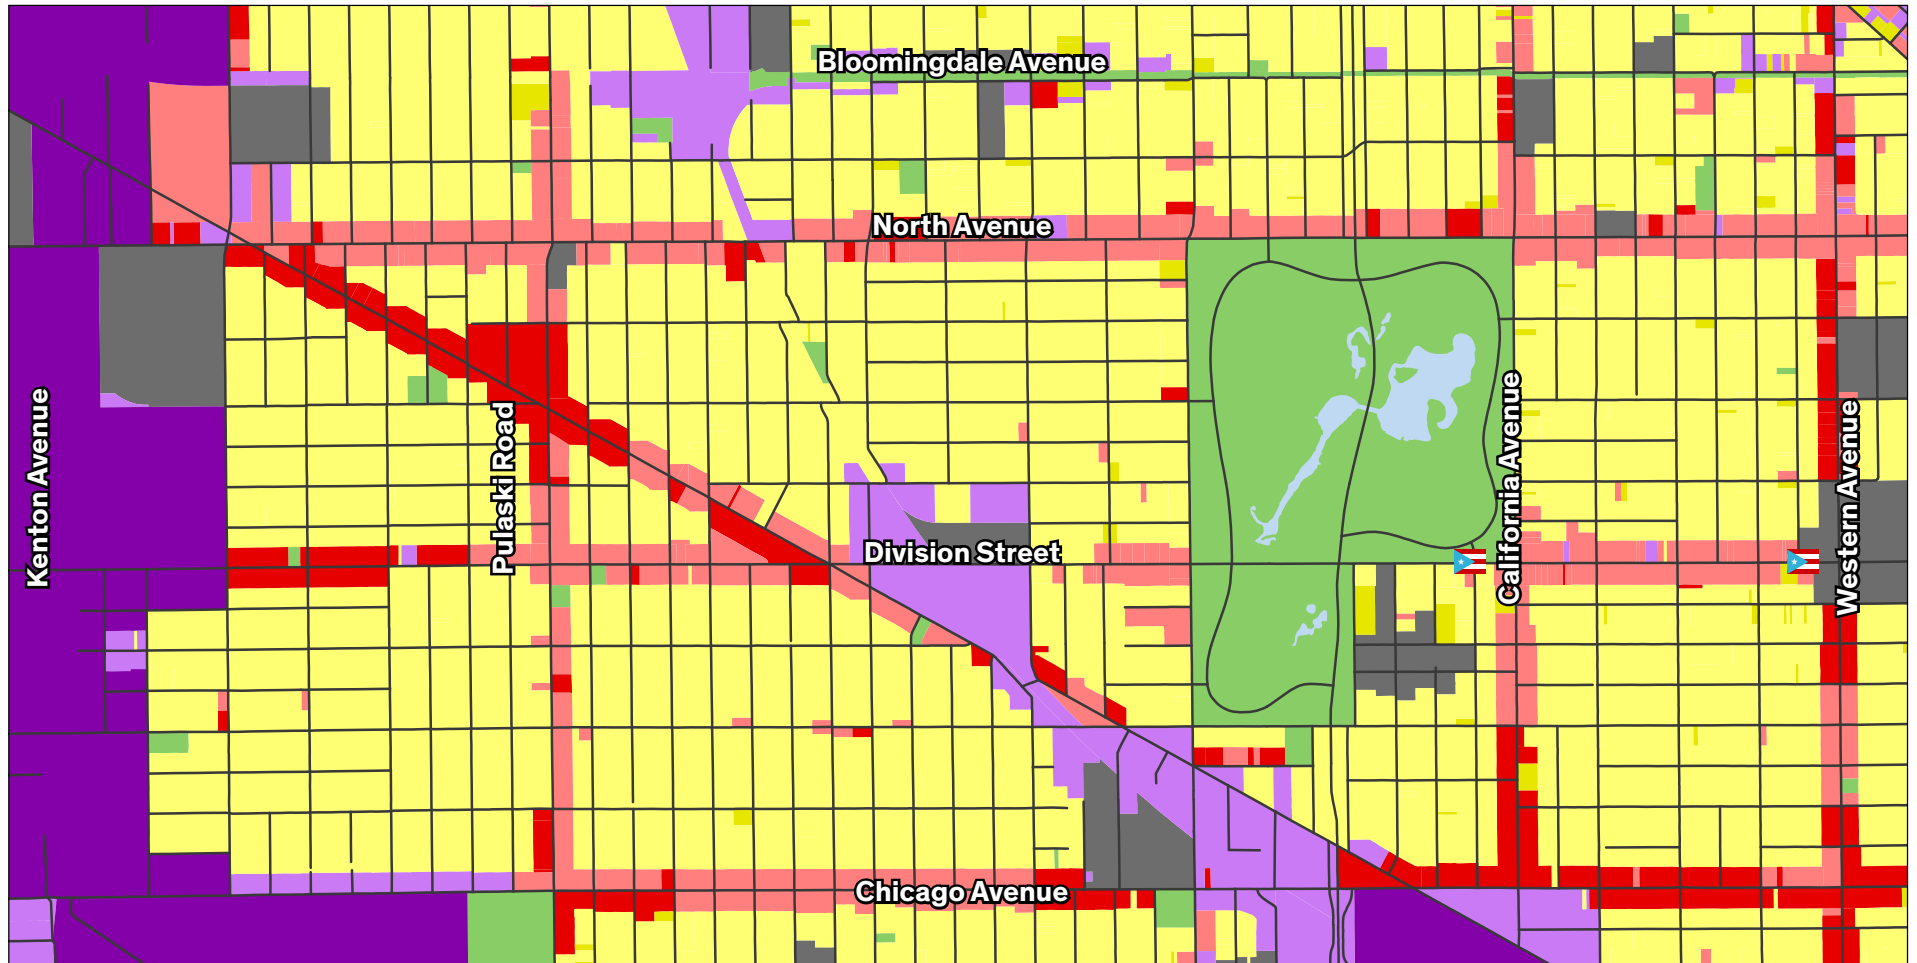 Bloomingdale Avenue
North Avenue
Kenton Avenue
Pulaski Road
California Avenue
Western Avenue
Division Street
Chicago Avenue